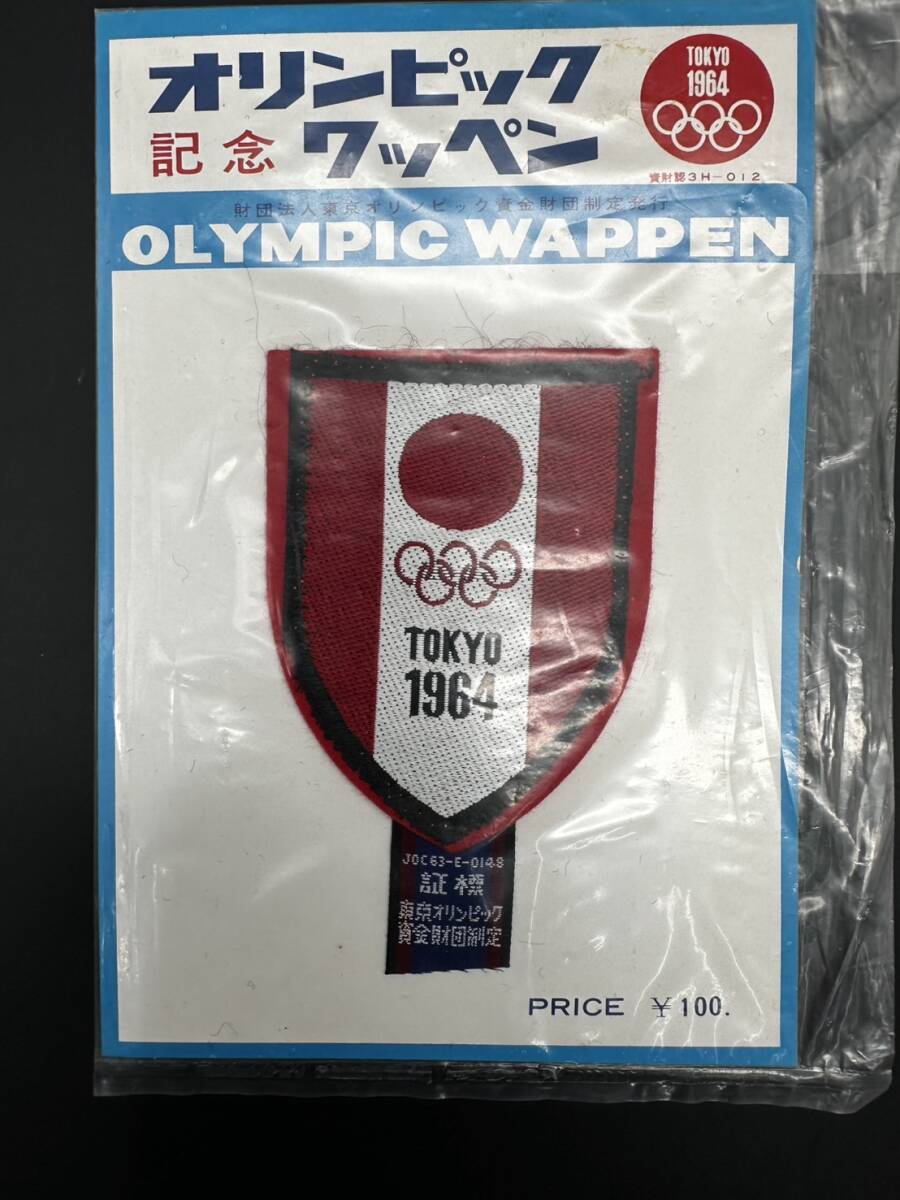 オリンピック
記念 ワッペン
TOKYO
1964
資財認3H-012
財団法人東京オリンピック資金財団制定発行
OLYMPIC WAPPEN
TOKYO
1964
JOC63-E-0148
証標
東京オリンピック
資金財団制定
PRICE ¥100.